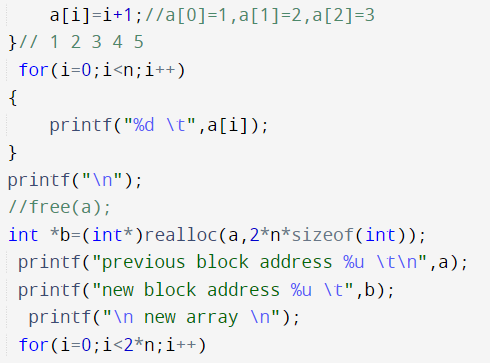 a[i]=i+1;//a[0]=1,a[1]=2,a[2]=3
}// 1 2 3 4 5
for(i=0;i<n;i++)
{
printf("%d \t",a[i]);
}
printf("\n");
//free(a);
int *b=(int*)realloc(a,2*n*sizeof(int));
printf("previous block address %u \t\n",a);
printf("new block address %u \t",b);
printf("\n new array \n");
for(i=0;i<2*n;i++)